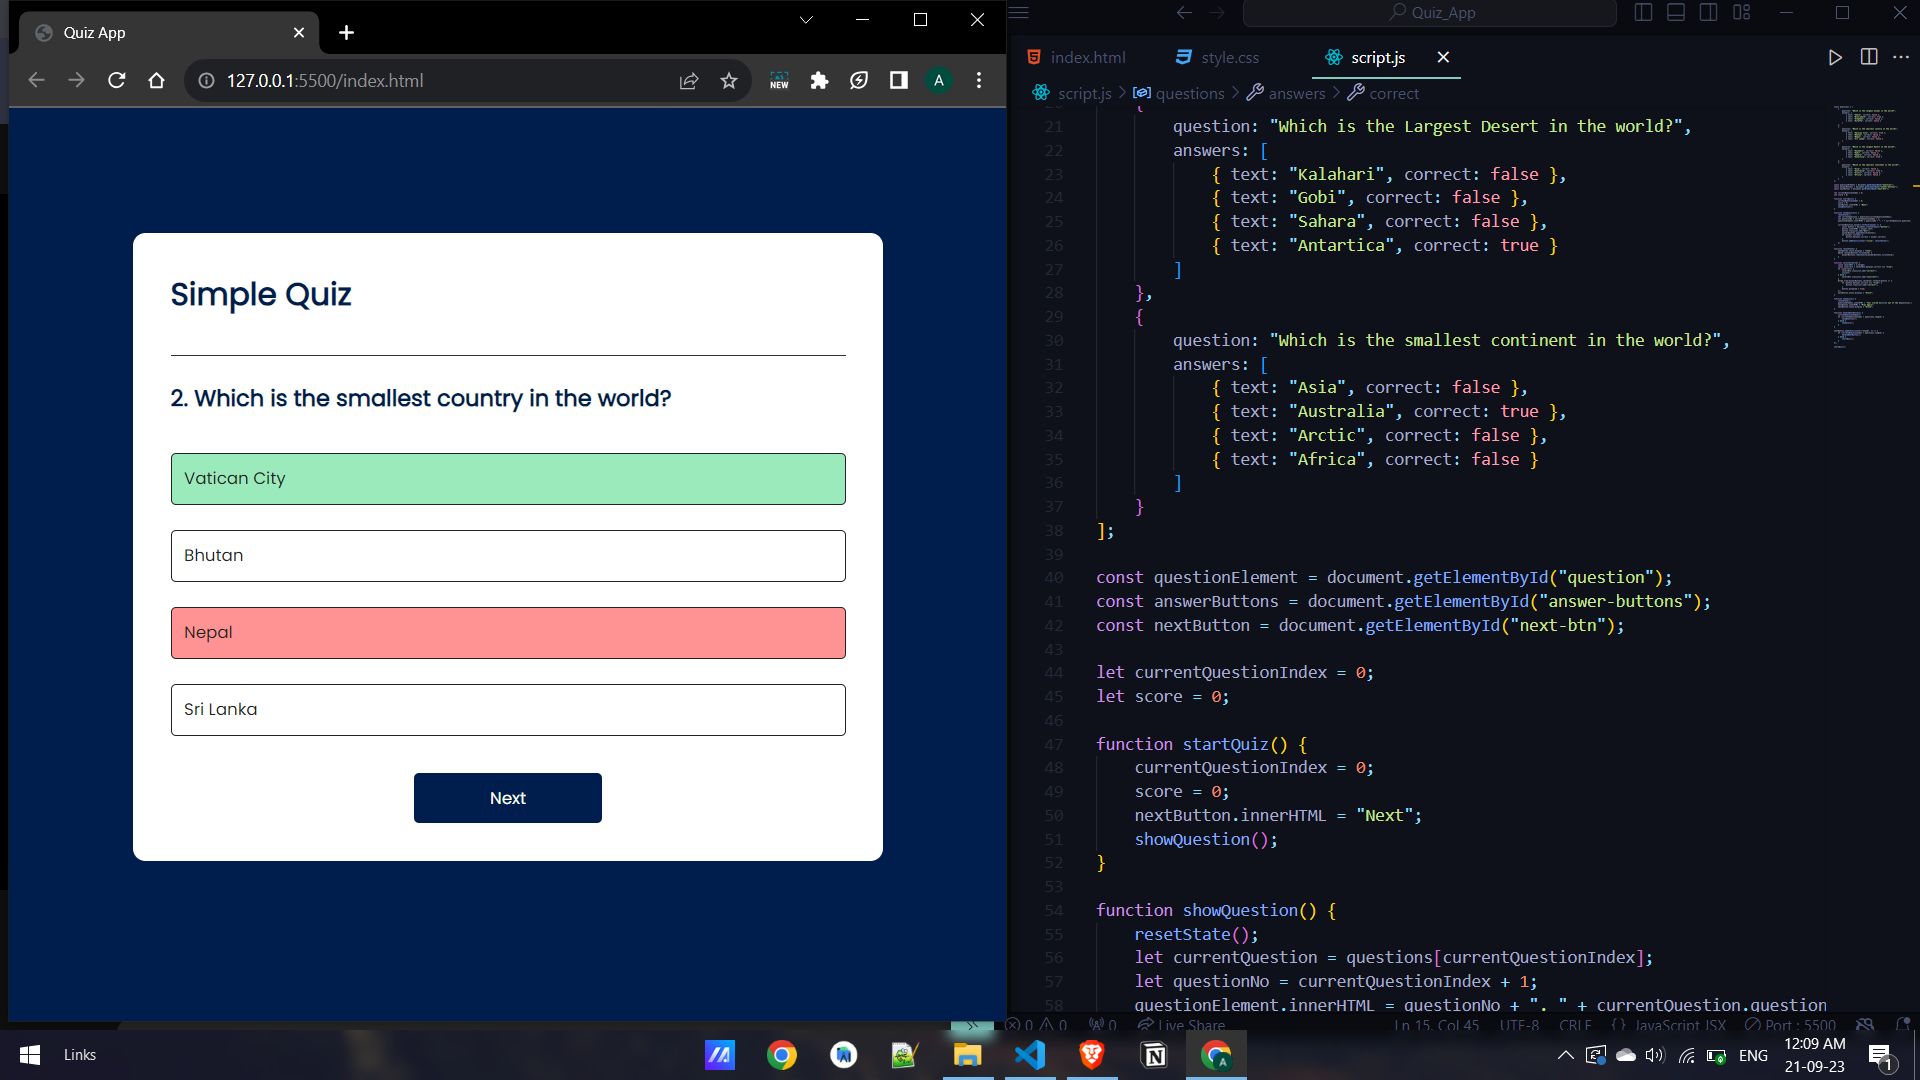 Quiz App
127.0.0.1:5500/index.html
NEW
A
Simple Quiz
2. Which is the smallest country in the world?
Vatican City
Bhutan
Nepal
Sri Lanka
Next
Quiz_App
index.html
style.css
script.js
script.js > questions > answers > correct
21 question: "Which is the Largest Desert in the world?",
22 answers: [
23 { text: "Kalahari", correct: false },
24 { text: "Gobi", correct: false },
25 { text: "Sahara", correct: false },
26 { text: "Antartica", correct: true }
27 ]
28 },
29 {
30 question: "Which is the smallest continent in the world?",
31 answers: [
32 { text: "Asia", correct: false },
33 { text: "Australia", correct: true },
34 { text: "Arctic", correct: false },
35 { text: "Africa", correct: false }
36 ]
37 }
38 ];
39
40 const questionElement = document.getElementById("question");
41 const answerButtons = document.getElementById("answer-buttons");
42 const nextButton = document.getElementById("next-btn");
43
44 let currentQuestionIndex = 0;
45 let score = 0;
46
47 function startQuiz() {
48 currentQuestionIndex = 0;
49 score = 0;
50 nextButton.innerHTML = "Next";
51 showQuestion();
52 }
53
54 function showQuestion() {
55 resetState();
56 let currentQuestion = questions[currentQuestionIndex];
57 let questionNo = currentQuestionIndex + 1;
58 questionElement.innerHTML = questionNo + ". " + currentQuestion.question
0 0 0 Live Share Ln 15, Col 45 UTF-8 CRLF {} JavaScript JSX Port : 5500
Links
ENG
12:09 AM
21-09-23
1